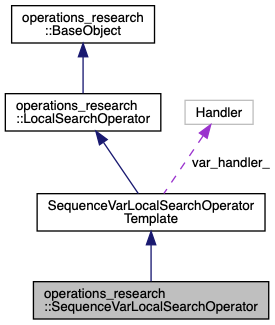 operations_research
::BaseObject
operations_research
::LocalSearchOperator
Handler
var_handler_
SequenceVarLocalSearchOperator
Template
operations_research
::SequenceVarLocalSearchOperator